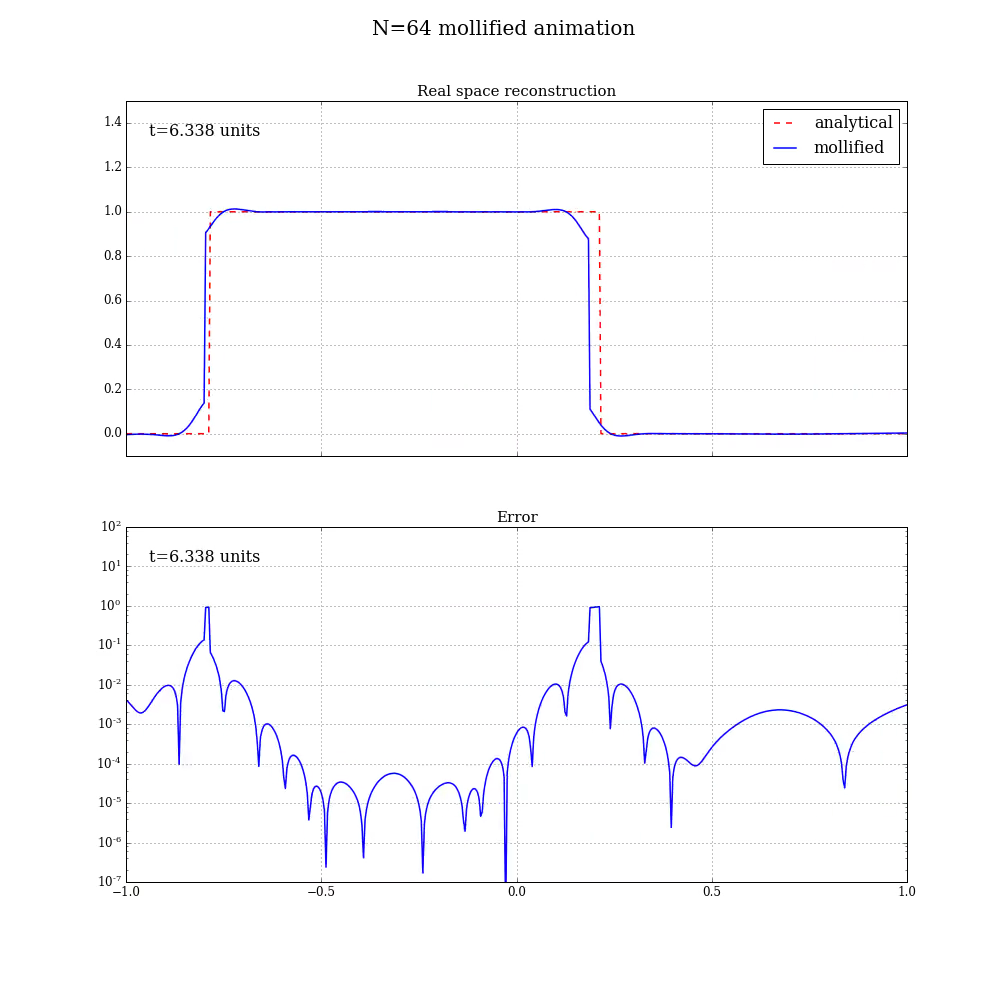 N=64 mollified animation
Real space reconstruction
t=6.338 units
analytical
mollified
1.4
1.2
1.0
0.8
0.6
0.4
0.2
0.0
Error
t=6.338 units
10²
10¹
10⁰
10⁻¹
10⁻²
10⁻³
10⁻⁴
10⁻⁵
10⁻⁶
10⁻⁷
−1.0 −0.5 0.0 0.5 1.0